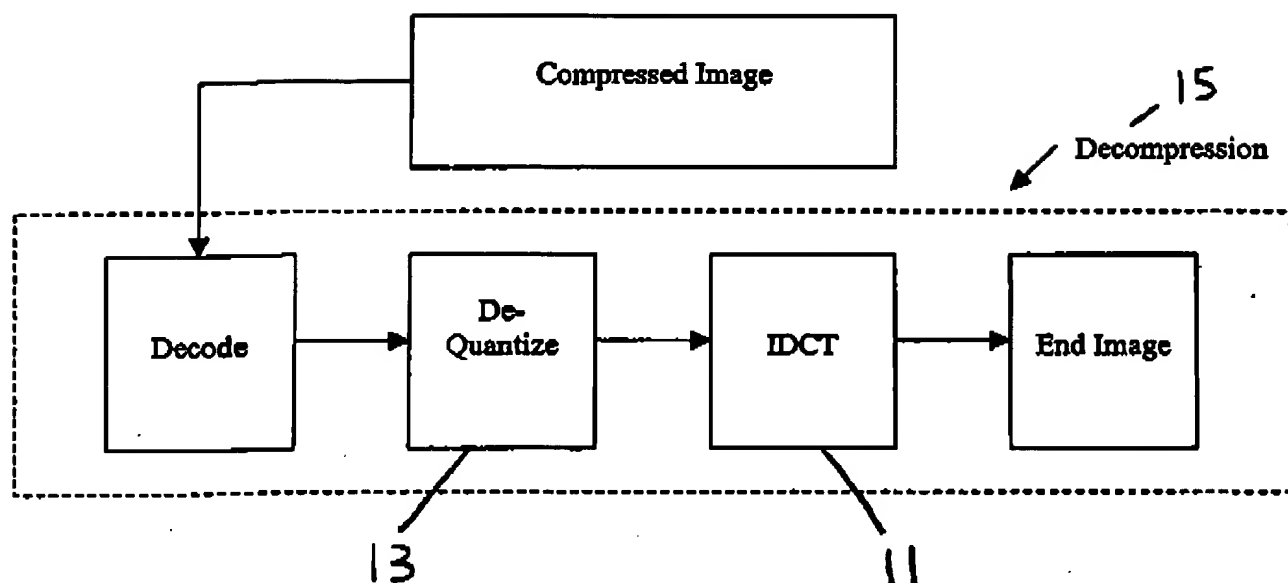 Compressed Image
15
Decompression
Decode
De-
Quantize
IDCT
End Image
13
11